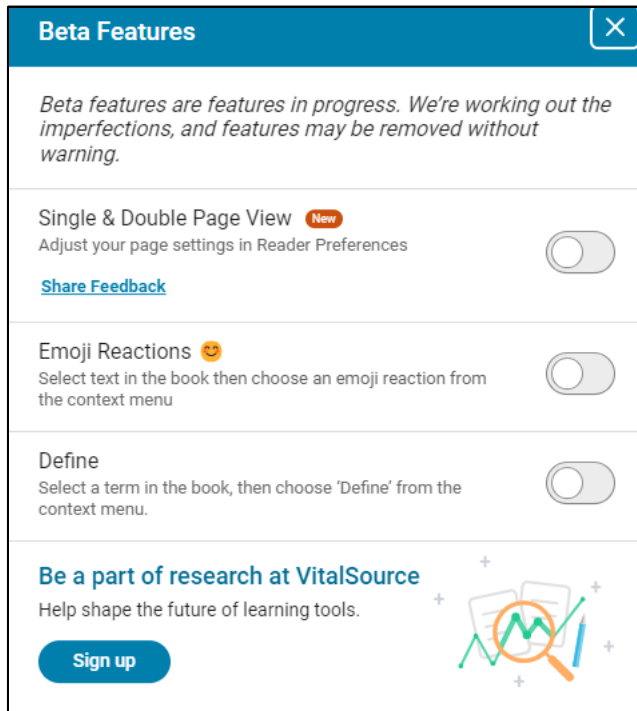 Beta Features
Beta features are features in progress. We're working out the
imperfections, and features may be removed without
warning.
Single & Double Page View New
Adjust your page settings in Reader Preferences
Share Feedback
Emoji Reactions 😊
Select text in the book then choose an emoji reaction from
the context menu
Define
Select a term in the book, then choose 'Define' from the
context menu.
Be a part of research at VitalSource
Help shape the future of learning tools.
Sign up